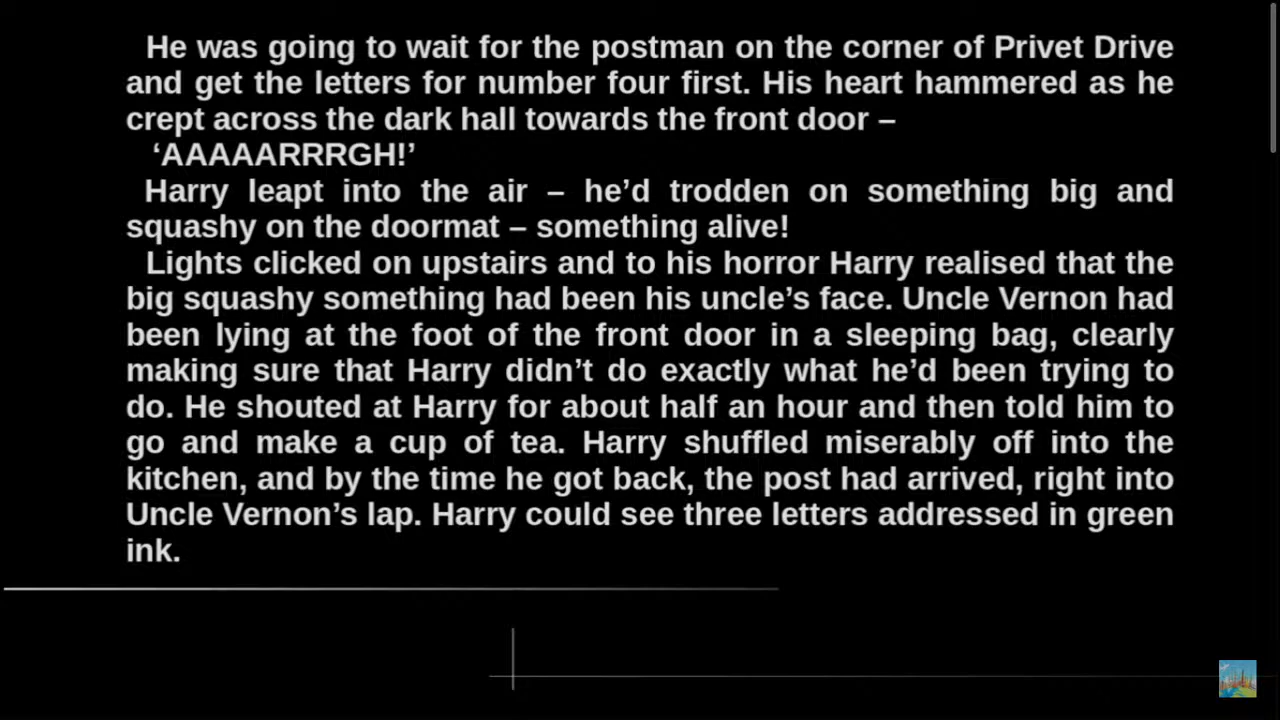 He was going to wait for the postman on the corner of Privet Drive
and get the letters for number four first. His heart hammered as he
crept across the dark hall towards the front door –
‘AAAAARRRGH!’
Harry leapt into the air – he’d trodden on something big and
squashy on the doormat – something alive!
Lights clicked on upstairs and to his horror Harry realised that the
big squashy something had been his uncle’s face. Uncle Vernon had
been lying at the foot of the front door in a sleeping bag, clearly
making sure that Harry didn’t do exactly what he’d been trying to
do. He shouted at Harry for about half an hour and then told him to
go and make a cup of tea. Harry shuffled miserably off into the
kitchen, and by the time he got back, the post had arrived, right into
Uncle Vernon’s lap. Harry could see three letters addressed in green
ink.